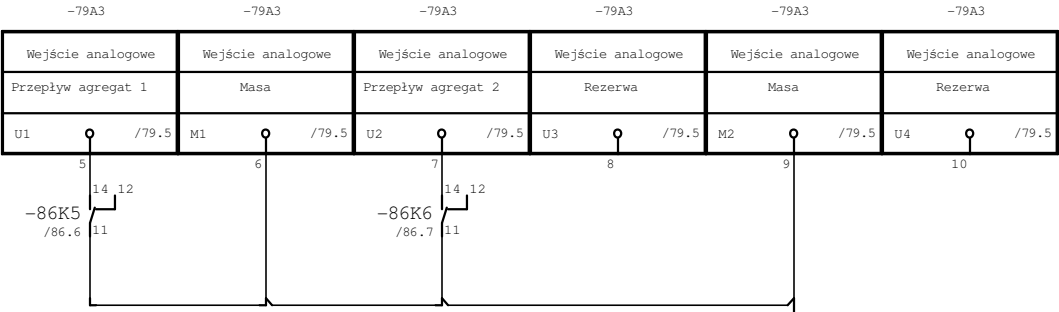 -79A3 -79A3 -79A3 -79A3 -79A3 -79A3
Wejście analogowe Wejście analogowe Wejście analogowe Wejście analogowe Wejście analogowe Wejście analogowe
Przepływ agregat 1 Masa Przepływ agregat 2 Rezerwa Masa Rezerwa
U1 /79.5 M1 /79.5 U2 /79.5 U3 /79.5 M2 /79.5 U4 /79.5
5 6 7 8 9 10
14 12 14 12
-86K5 -86K6
/86.6 11 /86.7 11